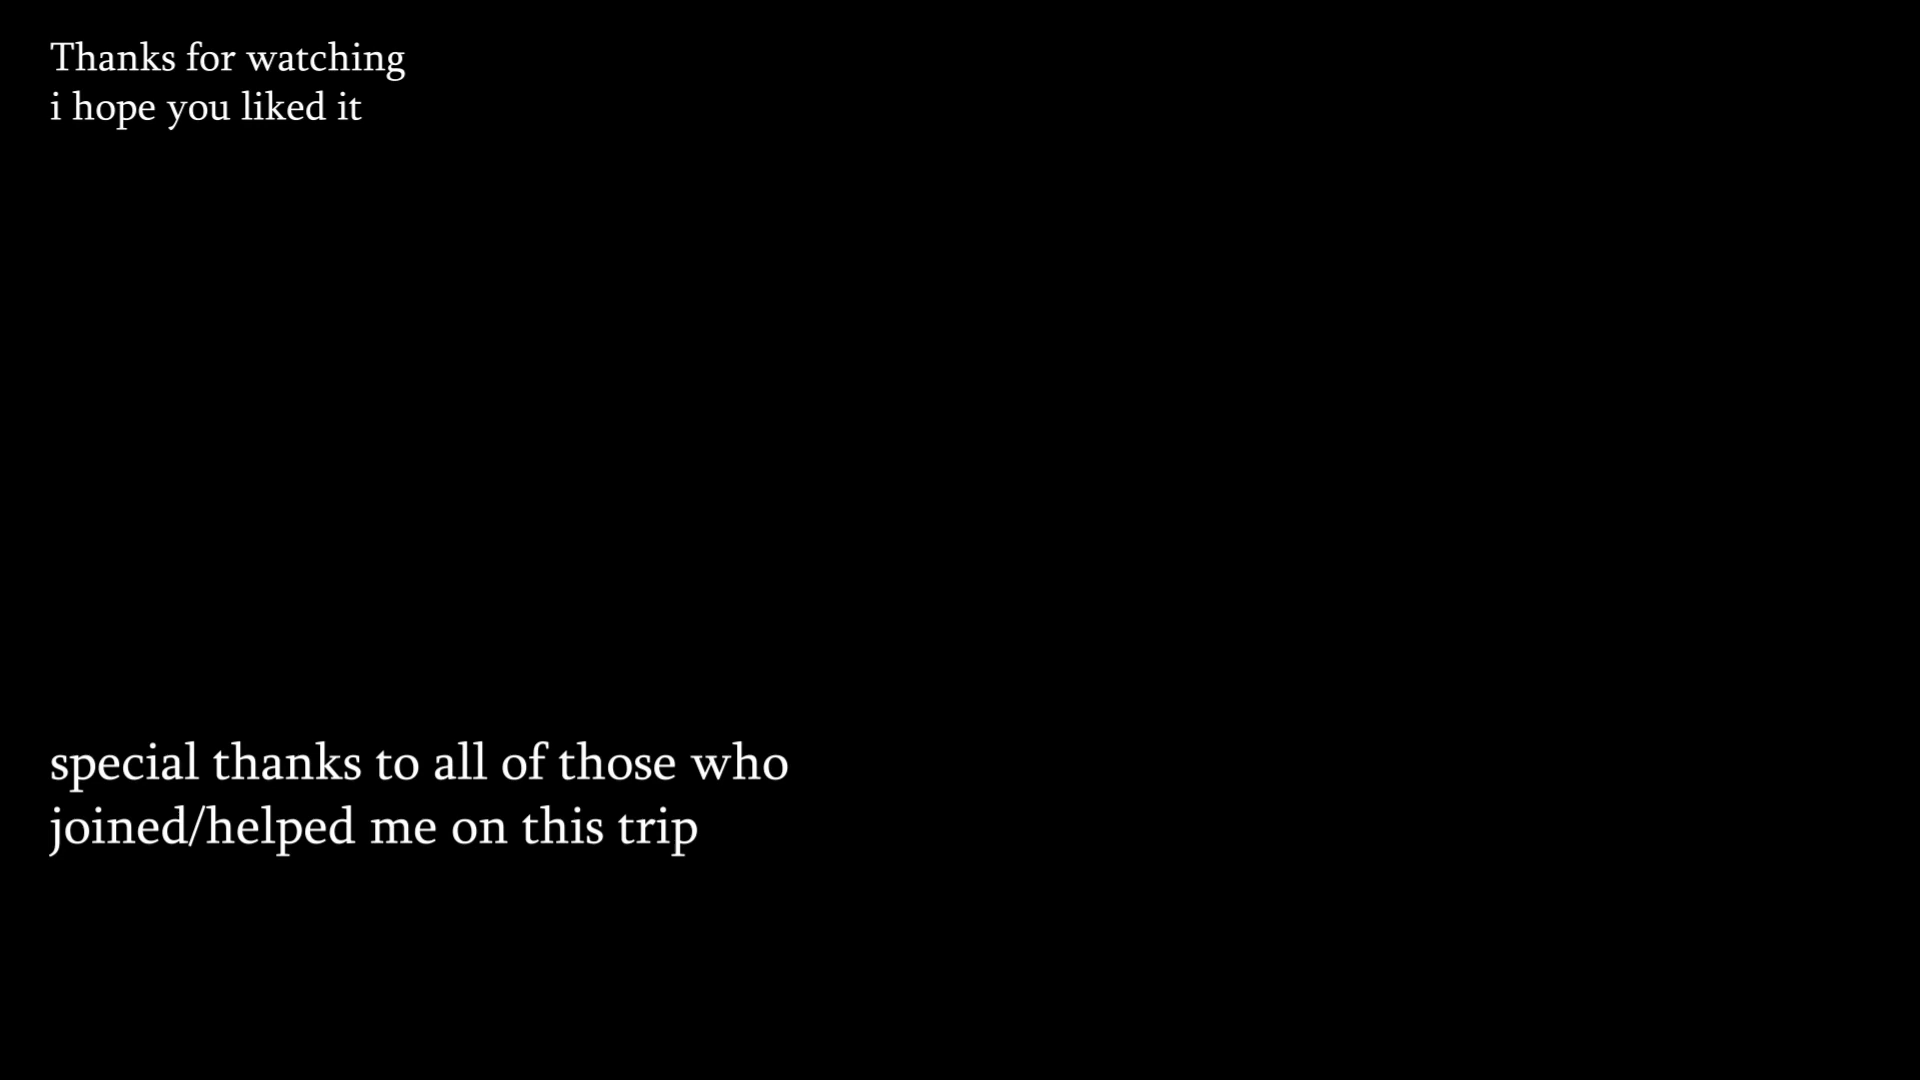 Thanks for watching
i hope you liked it
special thanks to all of those who
joined/helped me on this trip